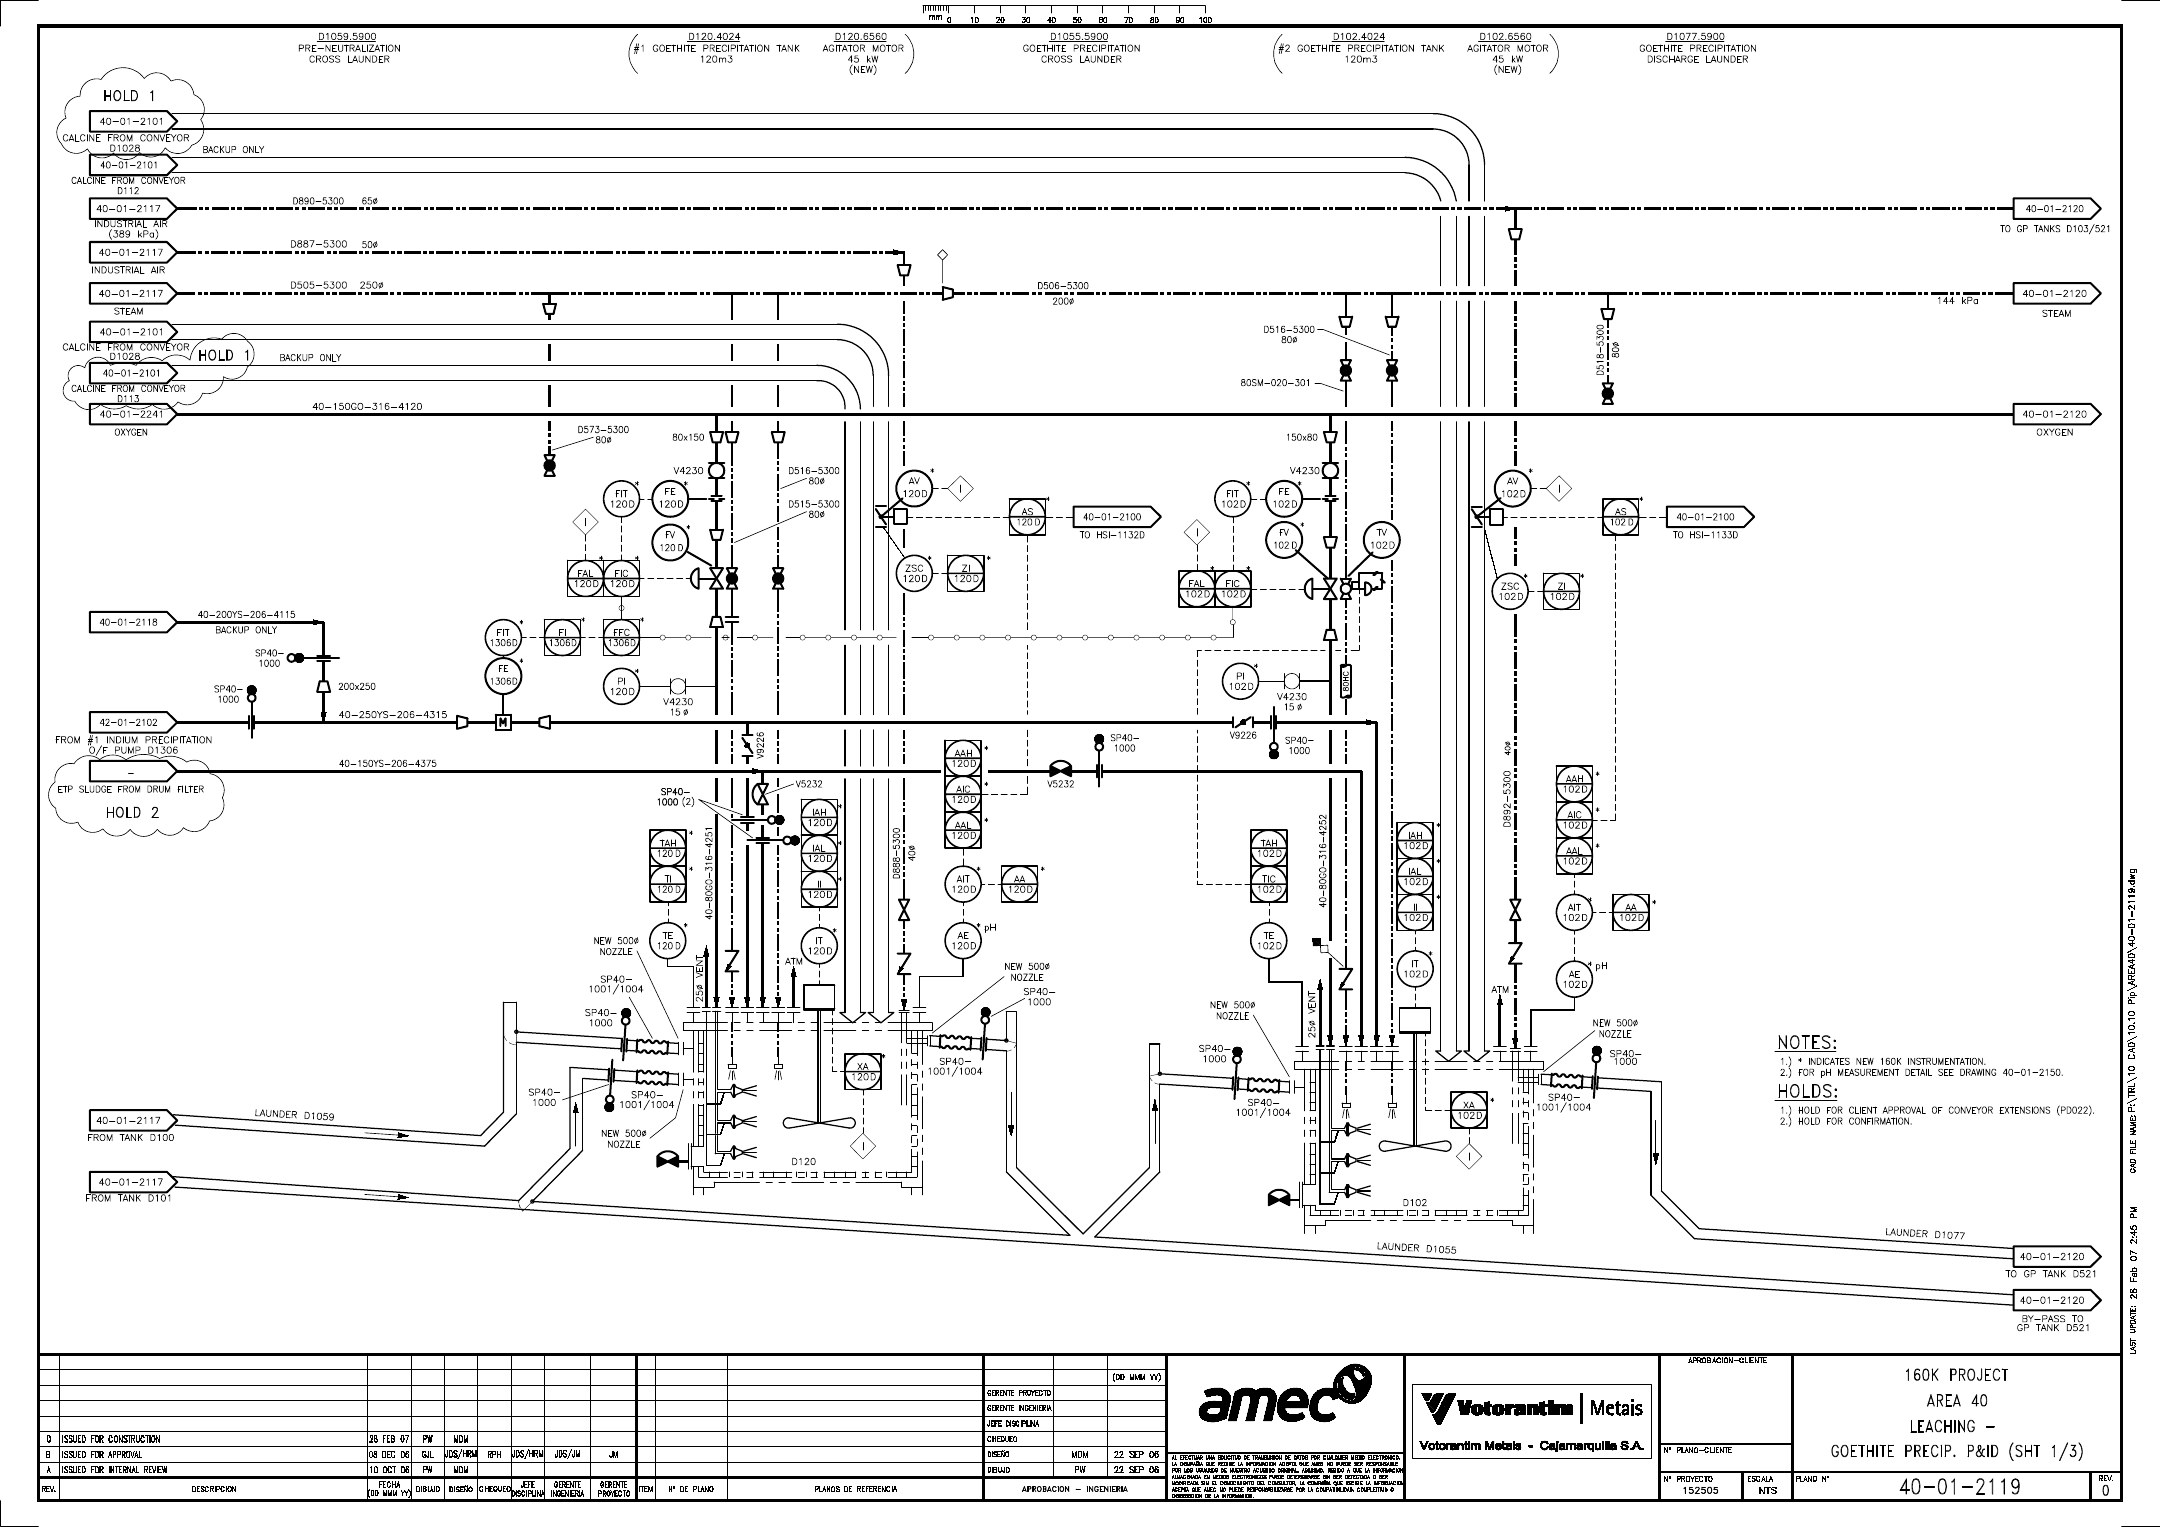 mm 0 10 20 30 40 50 60 70 80 90 100
D1059.5900
PRE-NEUTRALIZATION
CROSS LAUNDER
D120.4024
#1 GOETHITE PRECIPITATION TANK
120m3
D120.6560
AGITATOR MOTOR
45 kW
(NEW)
D1055.5900
GOETHITE PRECIPITATION
CROSS LAUNDER
D102.4024
#2 GOETHITE PRECIPITATION TANK
120m3
D102.6560
AGITATOR MOTOR
45 kW
(NEW)
D1077.5900
GOETHITE PRECIPITATION
DISCHARGE LAUNDER
HOLD 1
40-01-2101
CALCINE FROM CONVEYOR
D1028
BACKUP ONLY
40-01-2101
CALCINE FROM CONVEYOR
D112
40-01-2117
INDUSTRIAL AIR
(389 kPa)
D890-5300 65ø
40-01-2120
TO GP TANKS D103/521
40-01-2117
INDUSTRIAL AIR
D887-5300 50ø
40-01-2117
STEAM
D505-5300 250ø
D506-5300
200ø
144 kPa
40-01-2120
STEAM
40-01-2101
CALCINE FROM CONVEYOR
D1028
HOLD 1
BACKUP ONLY
40-01-2101
CALCINE FROM CONVEYOR
D113
40-01-2241
OXYGEN
40-150GO-316-4120
40-01-2120
OXYGEN
D516-5300
80ø
80SM-020-301
D518-5300
80ø
D573-5300
80ø
80x150
V4230
D516-5300
80ø
D515-5300
80ø
150x80
V4230
FIT
120D
FE
120D
FV
120D
I
FAL
120D
FIC
120D
AV
120D
I
AS
120D
40-01-2100
TO HSI-1132D
ZSC
120D
ZI
120D
FIT
102D
FE
102D
FV
102D
TV
102D
I
FAL
102D
FIC
102D
AV
102D
I
AS
102D
40-01-2100
TO HSI-1133D
ZSC
102D
ZI
102D
40-01-2118
40-200YS-206-4115
BACKUP ONLY
SP40-
1000
200x250
SP40-
1000
FIT
1306D
FI
1306D
FFC
1306D
FE
1306D
PI
120D
V4230
15ø
PI
102D
V4230
15ø
80HC
42-01-2102
FROM #1 INDIUM PRECIPITATION
O/F PUMP D1306
40-250YS-206-4315
M
V9226
V9226
SP40-
1000
-
ETP SLUDGE FROM DRUM FILTER
HOLD 2
40-150YS-206-4375
V5232
SP40-
1000 (2)
V5232
SP40-
1000
AAH
120D
AIC
120D
AAL
120D
AIT
120D
AA
120D
AE
120D
pH
IAH
120D
IAL
120D
II
120D
IT
120D
TAH
120D
TI
120D
TE
120D
40-80GO-316-4251
D888-5300
40ø
D892-5300 40ø
AAH
102D
AIC
102D
AAL
102D
AIT
102D
AA
102D
AE
102D
pH
IAH
102D
IAL
102D
II
102D
IT
102D
TAH
102D
TIC
102D
TE
102D
40-80GO-316-4252
NEW 500ø
NOZZLE
SP40-
1001/1004
SP40-
1000
25ø VENT
ATM
NEW 500ø
NOZZLE
SP40-
1000
SP40-
1001/1004
XA
120D
I
D120
SP40-
1000
SP40-
1001/1004
NEW 500ø
NOZZLE
NEW 500ø
NOZZLE
SP40-
1000
SP40-
1001/1004
25ø VENT
ATM
NEW 500ø
NOZZLE
SP40-
1000
SP40-
1001/1004
XA
102D
I
D102
40-01-2117
FROM TANK D100
LAUNDER D1059
40-01-2117
FROM TANK D101
LAUNDER D1055
LAUNDER D1077
40-01-2120
TO GP TANK D521
40-01-2120
BY-PASS TO
GP TANK D521
NOTES:
1.) * INDICATES NEW 160K INSTRUMENTATION.
2.) FOR pH MEASUREMENT DETAIL SEE DRAWING 40-01-2150.
HOLDS:
1.) HOLD FOR CLIENT APPROVAL OF CONVEYOR EXTENSIONS (PD022).
2.) HOLD FOR CONFIRMATION.
LAST UPDATE: 26 Feb 07 2:45 PM CAD FILE NAME: P:\TRL\10 CAD\10.10 Pip\AREA40\40-01-2119.dwg
0 ISSUED FOR CONSTRUCTION 26 FEB 07 PW MDM
B ISSUED FOR APPROVAL 08 DEC 06 GJL JDS/HRM RPH JDS/HRM JDS/JM JM
A ISSUED FOR INTERNAL REVIEW 10 OCT 06 PW MDM
REV. DESCRIPCION FECHA (DD MMM YY) DIBUJO DISEÑO CHEQUEO JEFE DISCIPLINA GERENTE INGENIERIA GERENTE PROYECTO
ITEM Nº DE PLANO PLANOS DE REFERENCIA
(DD MMM YY)
GERENTE PROYECTO
GERENTE INGENIERIA
JEFE DISCIPLINA
CHEQUEO
DISEÑO MDM 22 SEP 06
DIBUJO PW 22 SEP 06
APROBACION - INGENIERIA
amec
Votorantim | Metais
Votorantim Metais - Cajamarquilla S.A.
APROBACION-CLIENTE
Nº PLANO-CLIENTE
Nº PROYECTO
152505
ESCALA
NTS
160K PROJECT
AREA 40
LEACHING -
GOETHITE PRECIP. P&ID (SHT 1/3)
PLANO Nº
40-01-2119
REV.
0